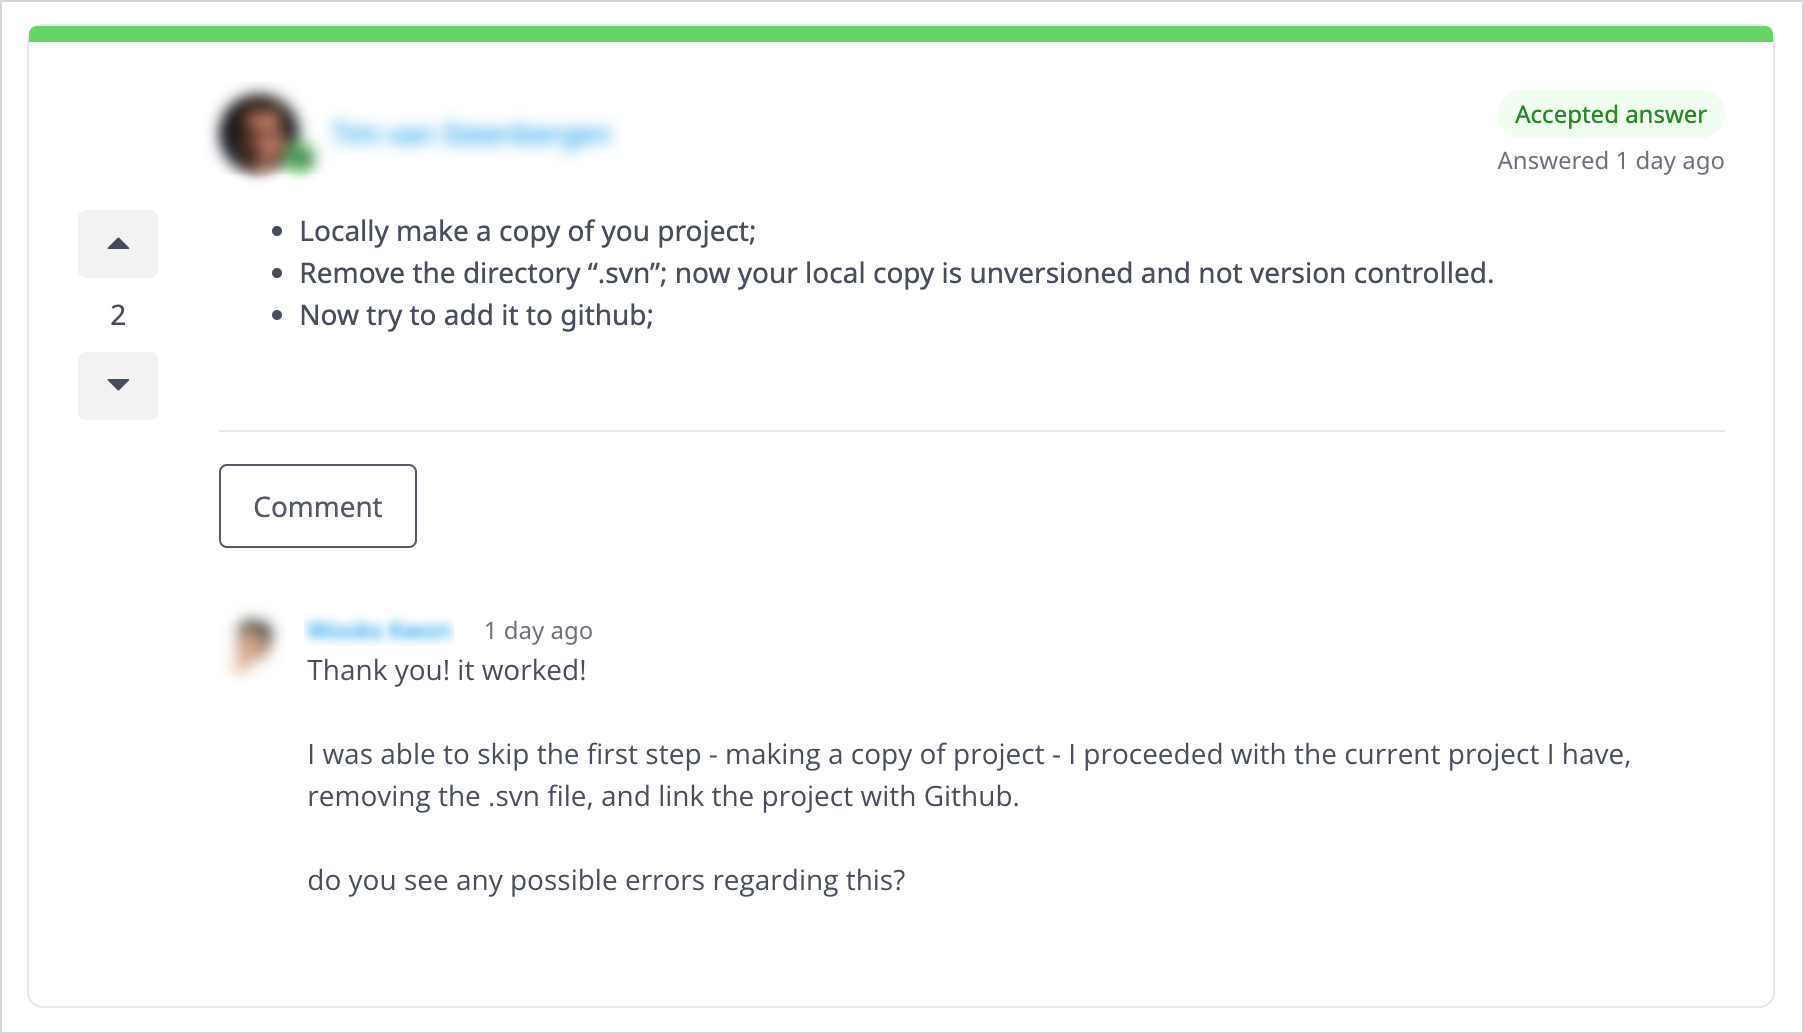 Accepted answer
Answered 1 day ago
Locally make a copy of you project;
Remove the directory “.svn”; now your local copy is unversioned and not version controlled.
2
Now try to add it to github;
Comment
1 day ago
Thank you! it worked!
I was able to skip the first step - making a copy of project - I proceeded with the current project I have,
removing the .svn file, and link the project with Github.
do you see any possible errors regarding this?